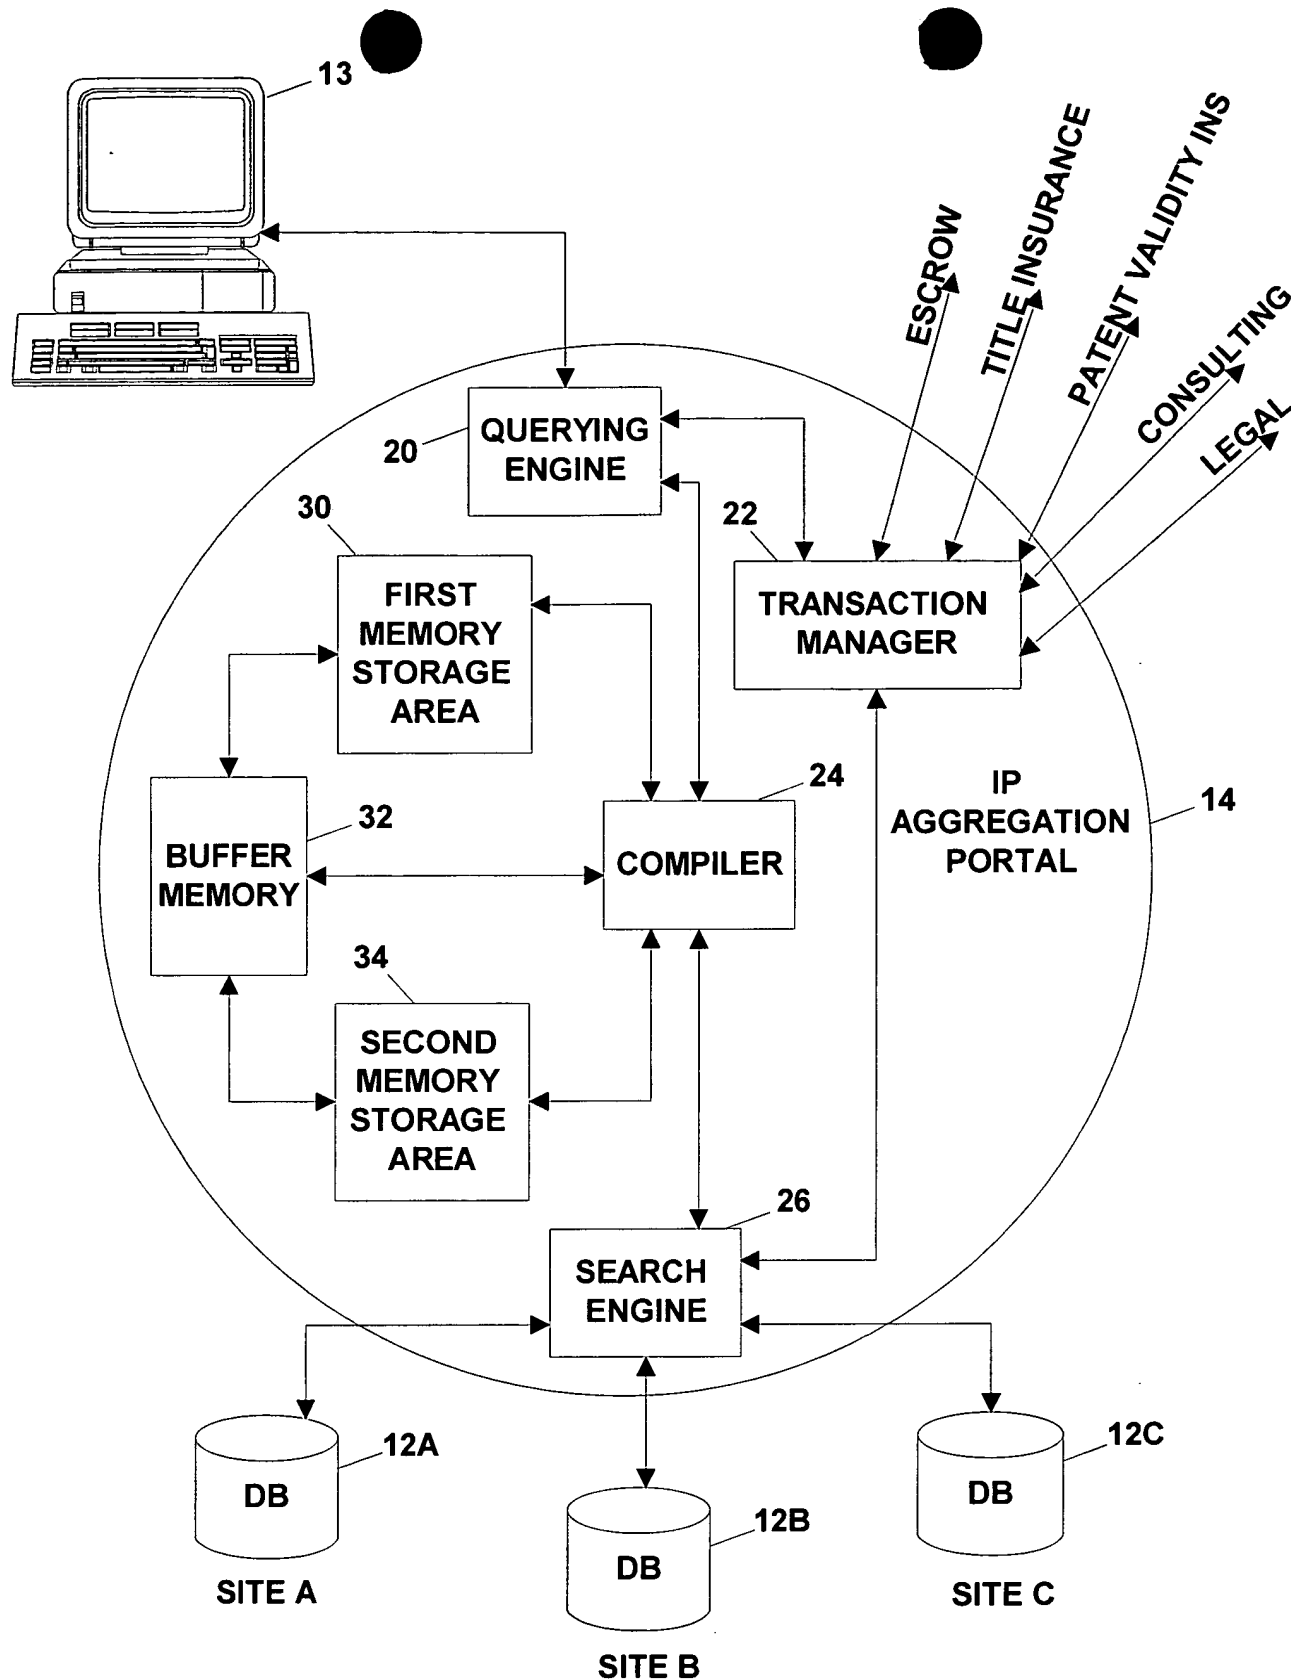 13
ESCROW
TITLE INSURANCE
PATENT VALIDITY INS
CONSULTING
LEGAL
20
QUERYING
ENGINE
30
FIRST
MEMORY
STORAGE
AREA
22
TRANSACTION
MANAGER
32
BUFFER
MEMORY
24
COMPILER
IP
AGGREGATION
PORTAL
14
34
SECOND
MEMORY
STORAGE
AREA
26
SEARCH
ENGINE
12A
DB
SITE A
12B
DB
SITE B
12C
DB
SITE C